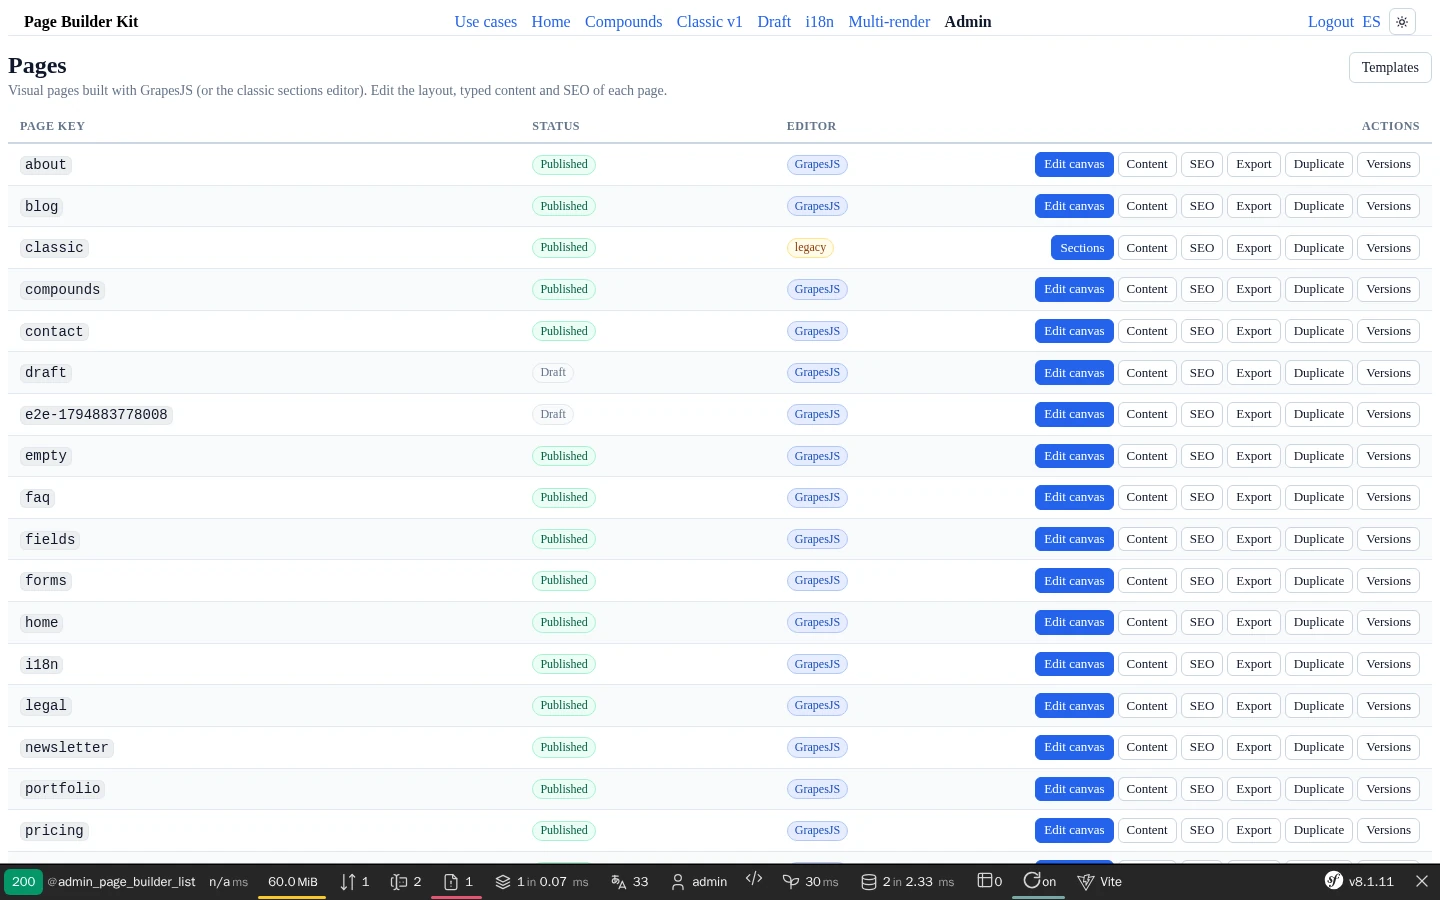 Page Builder Kit Use cases Home Compounds Classic v1 Draft i18n Multi-render Admin Logout ES
Pages Templates
Visual pages built with GrapesJS (or the classic sections editor). Edit the layout, typed content and SEO of each page.
PAGE KEY STATUS EDITOR ACTIONS
about Published GrapesJS Edit canvas Content SEO Export Duplicate Versions
blog Published GrapesJS Edit canvas Content SEO Export Duplicate Versions
classic Published legacy Sections Content SEO Export Duplicate Versions
compounds Published GrapesJS Edit canvas Content SEO Export Duplicate Versions
contact Published GrapesJS Edit canvas Content SEO Export Duplicate Versions
draft Draft GrapesJS Edit canvas Content SEO Export Duplicate Versions
e2e-1794883778008 Draft GrapesJS Edit canvas Content SEO Export Duplicate Versions
empty Published GrapesJS Edit canvas Content SEO Export Duplicate Versions
faq Published GrapesJS Edit canvas Content SEO Export Duplicate Versions
fields Published GrapesJS Edit canvas Content SEO Export Duplicate Versions
forms Published GrapesJS Edit canvas Content SEO Export Duplicate Versions
home Published GrapesJS Edit canvas Content SEO Export Duplicate Versions
i18n Published GrapesJS Edit canvas Content SEO Export Duplicate Versions
legal Published GrapesJS Edit canvas Content SEO Export Duplicate Versions
newsletter Published GrapesJS Edit canvas Content SEO Export Duplicate Versions
portfolio Published GrapesJS Edit canvas Content SEO Export Duplicate Versions
pricing Published GrapesJS Edit canvas Content SEO Export Duplicate Versions
200 @admin_page_builder_list n/a ms 60.0 MiB 1 2 1 1 in 0.07 ms 33 admin 30 ms 2 in 2.33 ms 0 on Vite v8.1.11